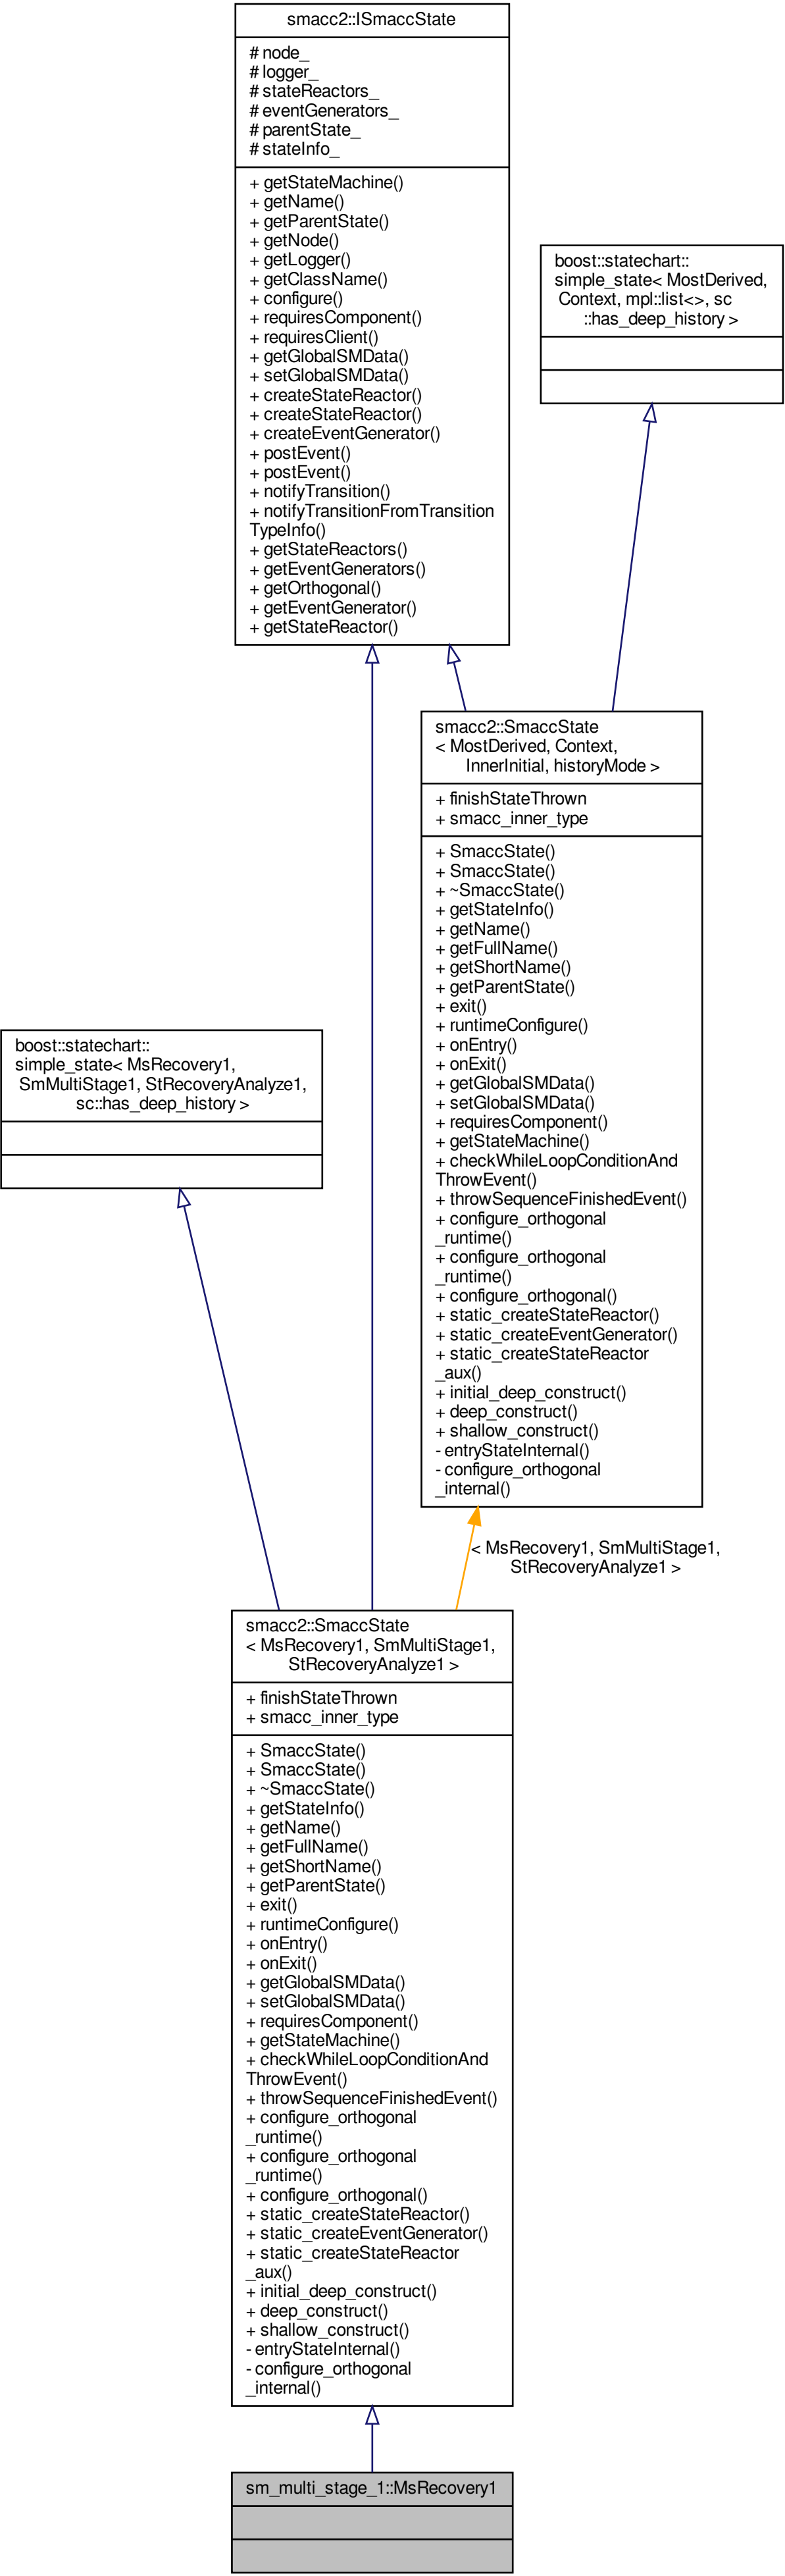 smacc2::ISmaccState
# node_
# logger_
# stateReactors_
# eventGenerators_
# parentState_
# stateInfo_
+ getStateMachine()
+ getName()
+ getParentState()
+ getNode()
+ getLogger()
+ getClassName()
+ configure()
+ requiresComponent()
+ requiresClient()
+ getGlobalSMData()
+ setGlobalSMData()
+ createStateReactor()
+ createStateReactor()
+ createEventGenerator()
+ postEvent()
+ postEvent()
+ notifyTransition()
+ notifyTransitionFromTransition
TypeInfo()
+ getStateReactors()
+ getEventGenerators()
+ getOrthogonal()
+ getEventGenerator()
+ getStateReactor()
boost::statechart::
simple_state< MostDerived,
Context, mpl::list<>, sc
::has_deep_history >
smacc2::SmaccState
< MostDerived, Context,
InnerInitial, historyMode >
+ finishStateThrown
+ smacc_inner_type
+ SmaccState()
+ SmaccState()
+ ~SmaccState()
+ getStateInfo()
+ getName()
+ getFullName()
+ getShortName()
+ getParentState()
+ exit()
+ runtimeConfigure()
+ onEntry()
+ onExit()
+ getGlobalSMData()
+ setGlobalSMData()
+ requiresComponent()
+ getStateMachine()
+ checkWhileLoopConditionAnd
ThrowEvent()
+ throwSequenceFinishedEvent()
+ configure_orthogonal
_runtime()
+ configure_orthogonal
_runtime()
+ configure_orthogonal()
+ static_createStateReactor()
+ static_createEventGenerator()
+ static_createStateReactor
_aux()
+ initial_deep_construct()
+ deep_construct()
+ shallow_construct()
- entryStateInternal()
- configure_orthogonal
_internal()
boost::statechart::
simple_state< MsRecovery1,
SmMultiStage1, StRecoveryAnalyze1,
sc::has_deep_history >
< MsRecovery1, SmMultiStage1,
StRecoveryAnalyze1 >
smacc2::SmaccState
< MsRecovery1, SmMultiStage1,
StRecoveryAnalyze1 >
+ finishStateThrown
+ smacc_inner_type
+ SmaccState()
+ SmaccState()
+ ~SmaccState()
+ getStateInfo()
+ getName()
+ getFullName()
+ getShortName()
+ getParentState()
+ exit()
+ runtimeConfigure()
+ onEntry()
+ onExit()
+ getGlobalSMData()
+ setGlobalSMData()
+ requiresComponent()
+ getStateMachine()
+ checkWhileLoopConditionAnd
ThrowEvent()
+ throwSequenceFinishedEvent()
+ configure_orthogonal
_runtime()
+ configure_orthogonal
_runtime()
+ configure_orthogonal()
+ static_createStateReactor()
+ static_createEventGenerator()
+ static_createStateReactor
_aux()
+ initial_deep_construct()
+ deep_construct()
+ shallow_construct()
- entryStateInternal()
- configure_orthogonal
_internal()
sm_multi_stage_1::MsRecovery1